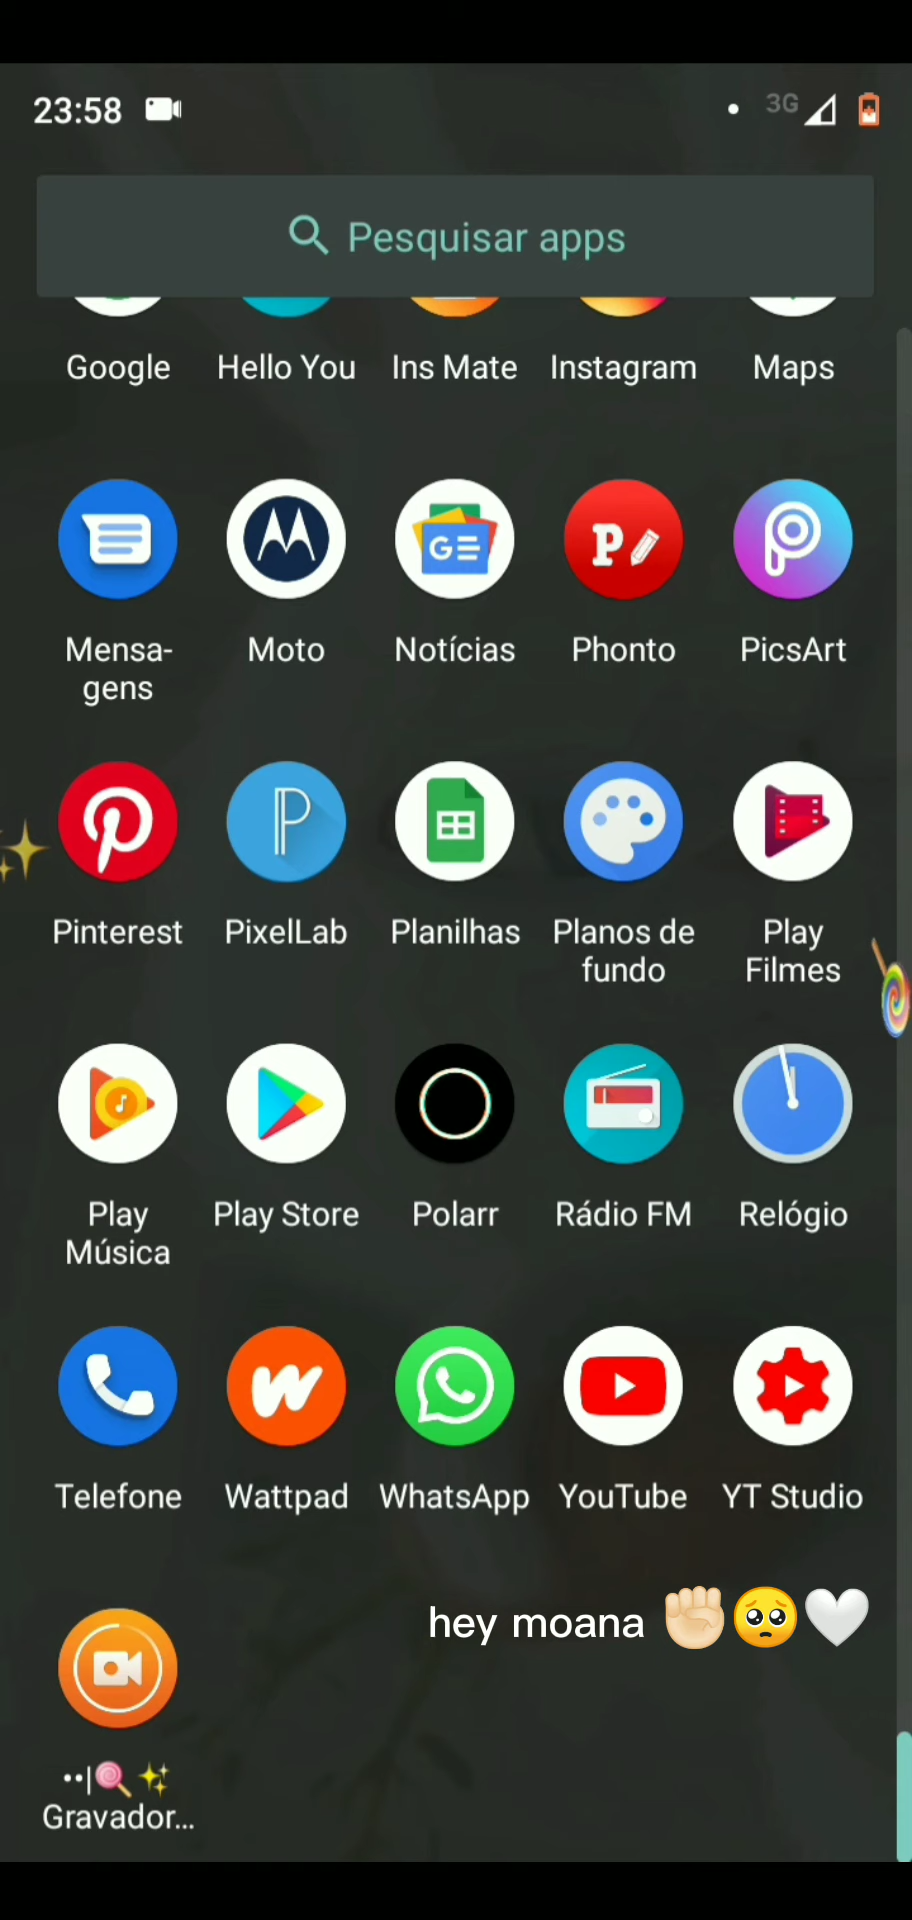 23:58
3G
Pesquisar apps
Google Hello You Ins Mate Instagram Maps
Mensa- Moto Notícias Phonto PicsArt
gens
Pinterest PixelLab Planilhas Planos de Play
fundo Filmes
Play Play Store Polarr Rádio FM Relógio
Música
Telefone Wattpad WhatsApp YouTube YT Studio
hey moana ✊🏻🥺🤍
••|🍭✨
Gravador...